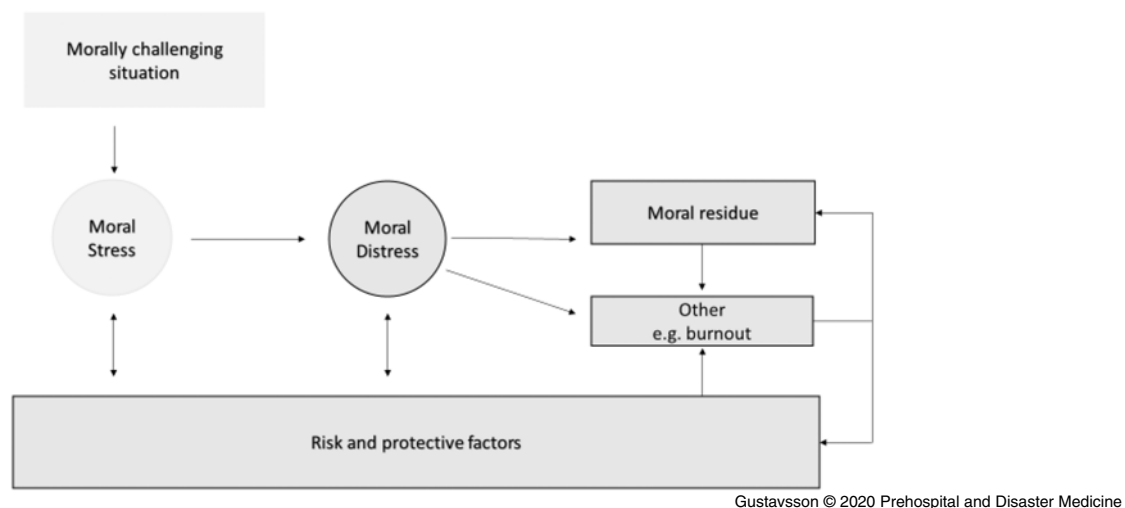 Morally challenging
situation
Moral
Stress
Moral
Distress
Moral residue
Other
e.g. burnout
Risk and protective factors
Gustavsson © 2020 Prehospital and Disaster Medicine